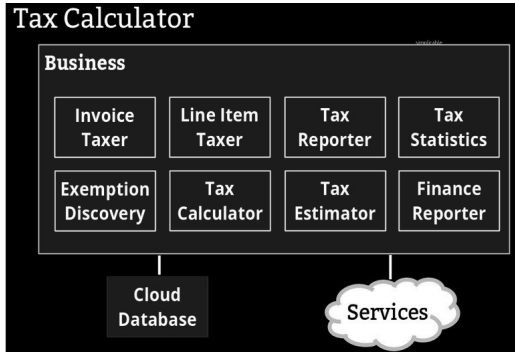 Tax Calculator
Business
Invoice
Taxer
Line Item
Taxer
Tax
Reporter
Tax
Statistics
Exemption
Discovery
Tax
Calculator
Tax
Estimator
Finance
Reporter
Cloud
Database
Services